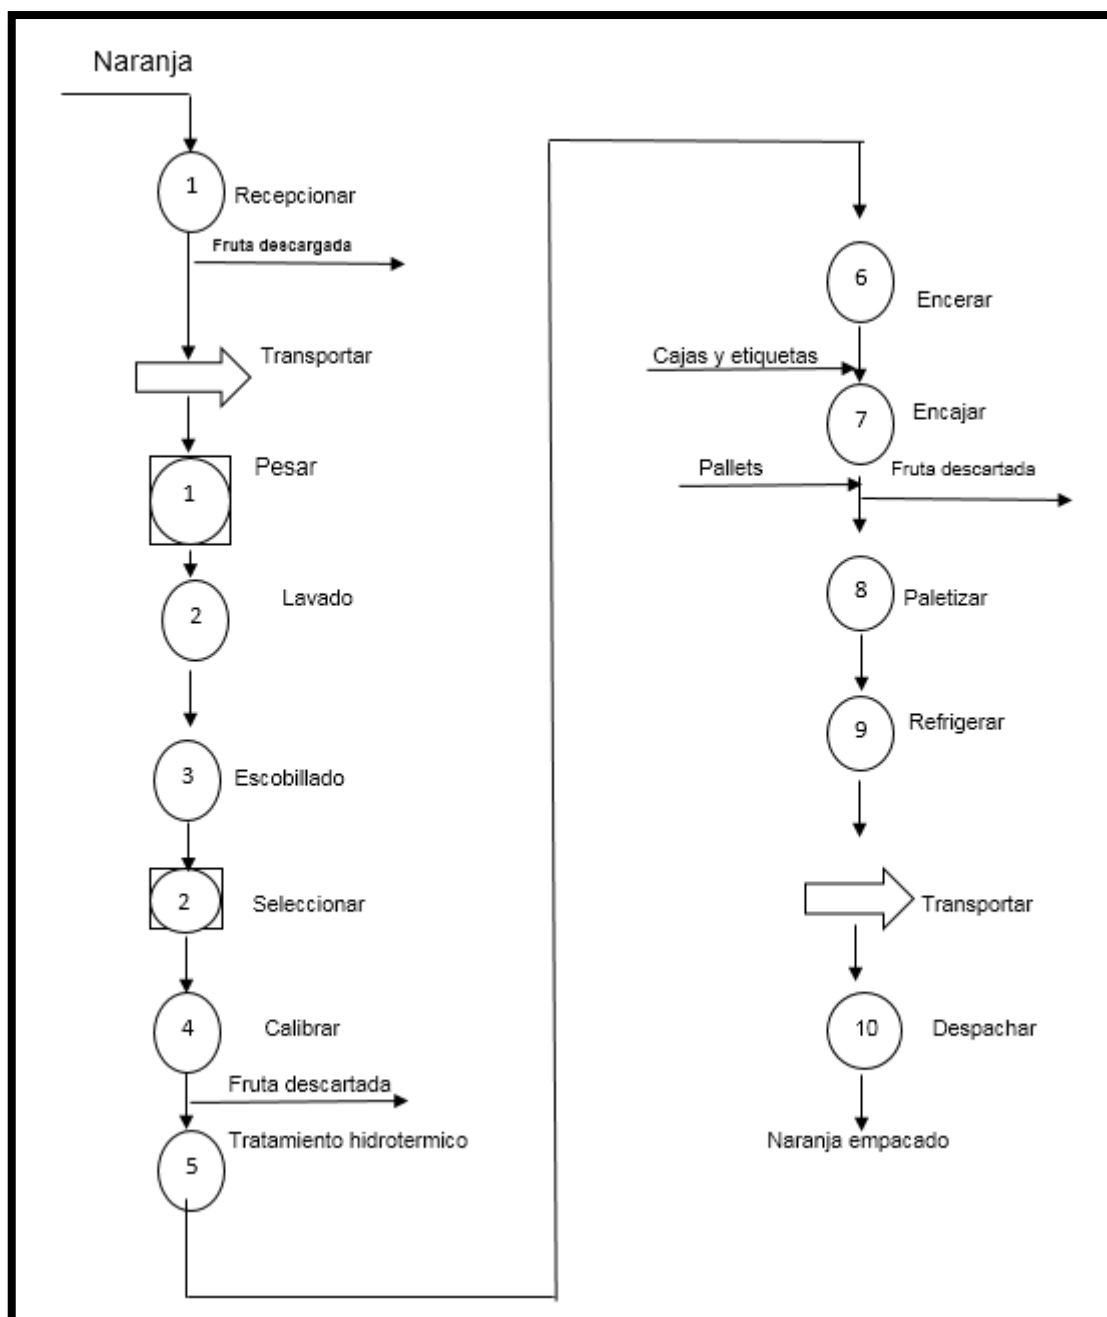 Naranja
1
Recepcionar
Fruta descargada
Transportar
Pesar
1
Lavado
2
3
Escobillado
2
Seleccionar
4
Calibrar
Fruta descartada
Tratamiento hidrotermico
5
6
Encerar
Cajas y etiquetas
7
Encajar
Pallets
Fruta descartada
8
Paletizar
9
Refrigerar
Transportar
10
Despachar
Naranja empacado